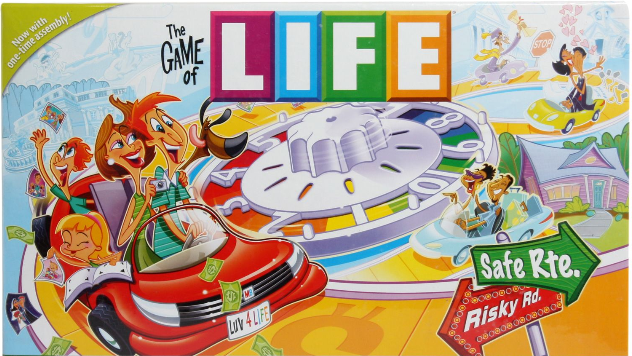 Now with
one-time assembly!
The
GAME
of
LIFE
STOP
Safe Rte.
Risky Rd.
LUV 4 LIFE